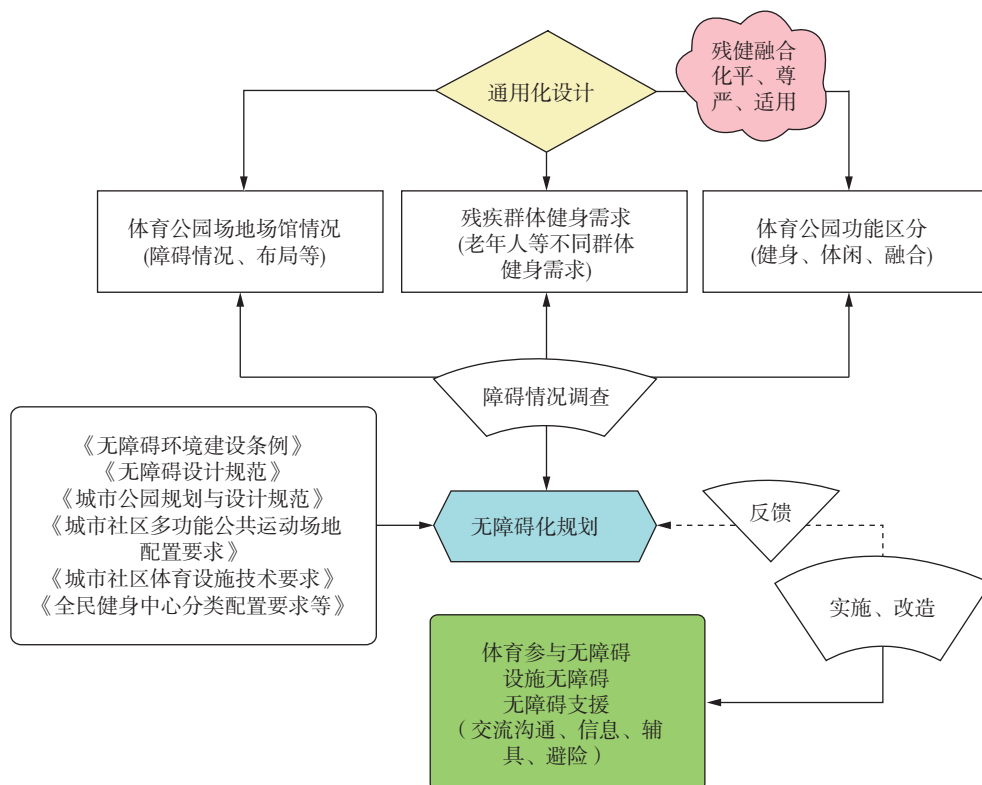 残健融合
化平、尊
严、适用
通用化设计
体育公园场地场馆情况
(障碍情况、布局等)
残疾群体健身需求
(老年人等不同群体
健身需求)
体育公园功能区分
(健身、体闲、融合)
障碍情况调查
《无障碍环境建设条例》
《无障碍设计规范》
《城市公园规划与设计规范》
《城市社区多功能公共运动场地
配置要求》
《城市社区体育设施技术要求》
《全民健身中心分类配置要求等》
无障碍化规划
反馈
实施、改造
体育参与无障碍
设施无障碍
无障碍支援
（交流沟通、信息、辅
具、避险）